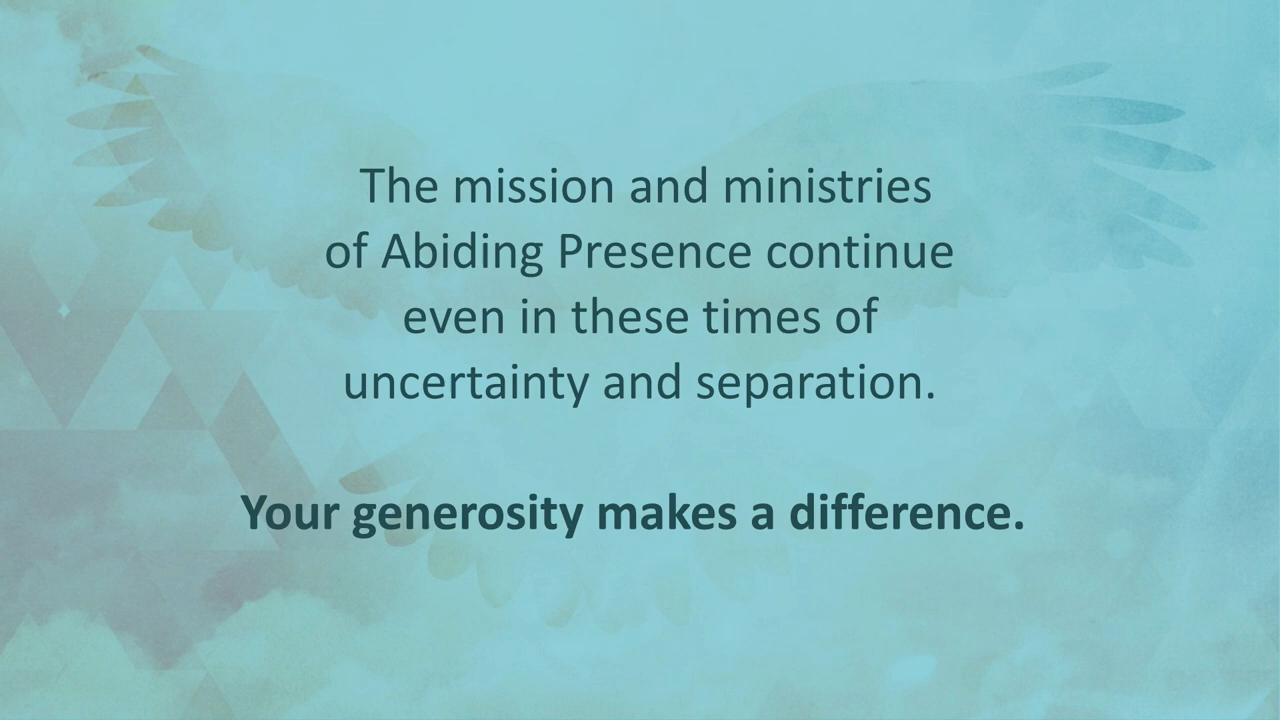 The mission and ministries
of Abiding Presence continue
even in these times of
uncertainty and separation.
Your generosity makes a difference.